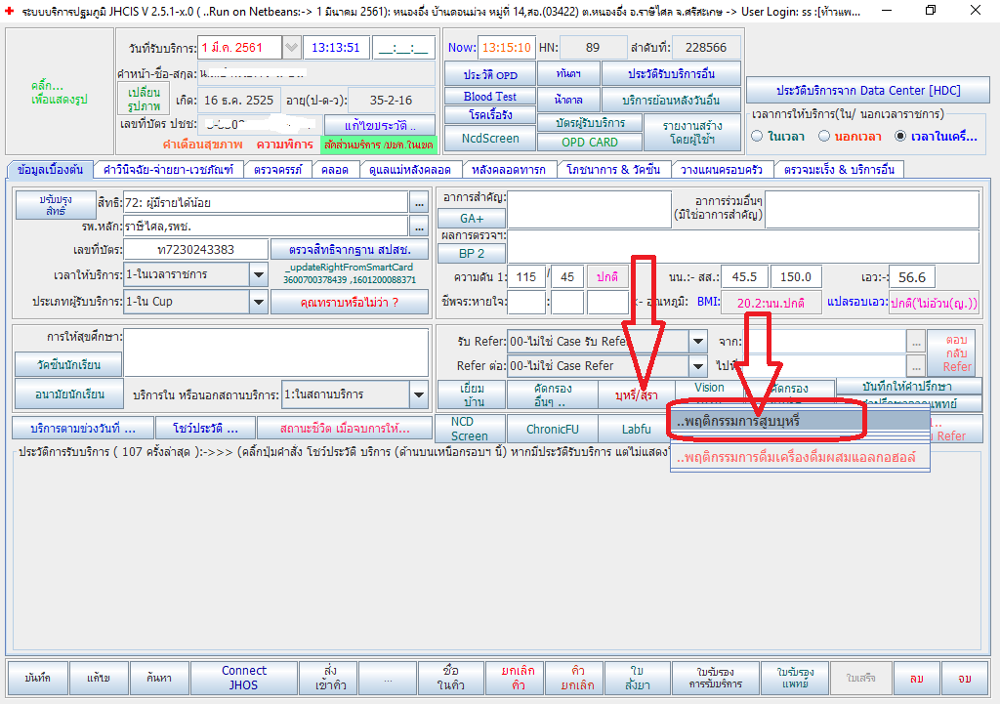 ระบบบริการปฐมภูมิ JHCIS V 2.5.1-x.0 ( ..Run on Netbeans:-> 1 มีนาคม 2561): หนองอึ่ง บ้านดอนม่วง หมู่ที่ 14,สอ.(03422) ต.หนองอึ่ง อ.ราษีไศล จ.ศรีสะเกษ -> User Login: ss :[ท้าวแพ...
คลิ๊ก...
เพื่อแสดงรูป
วันที่รับบริการ: 1 มี.ค. 2561 13:13:51 __:__:__
คำหน้า-ชื่อ-สกุล:
เปลี่ยน
รูปภาพ
เกิด: 16 ธ.ค. 2525 อายุ(ป-ด-ว): 35-2-16
เลขที่บัตร ปชช: แก้ไขประวัติ ..
ค่าเตือนสุขภาพ ความพิการ สัดส่วนบริการ /ปชก.ในเขต
Now: 13:15:10 HN: 89 ลำดับที่: 228566
ประวัติ OPD ทันตฯ ประวัติรับบริการอื่น
Blood Test น้ำตาล บริการย้อนหลังวันอื่น
โรคเรื้อรัง
NcdScreen บัตรผู้รับบริการ รายงานสร้าง
OPD CARD โดยผู้ใช้ฯ
ประวัติบริการจาก Data Center [HDC]
เวลาการให้บริการ(ใน/ นอกเวลาราชการ)
ในเวลา นอกเวลา เวลาในเครื่...
ข้อมูลเบื้องต้น คำวินิจฉัย-จ่ายยา-เวชภัณฑ์ ตรวจครรภ์ คลอด ดูแลแม่หลังคลอด หลังคลอดทารก โภชนาการ & วัคซีน วางแผนครอบครัว ตรวจมะเร็ง & บริการอื่น
ปรับปรุง
สิทธิ์
สิทธิ: 72: ผู้มีรายได้น้อย ...
รพ.หลัก: ราษีไศล,รพช. ...
เลขที่บัตร: ท7230243383 ตรวจสิทธิจากฐาน สปสช.
เวลาให้บริการ: 1-ในเวลาราชการ _updateRightFromSmartCard
3600700378439 ,1601200088371
ประเภทผู้รับบริการ: 1-ใน Cup คุณทราบหรือไม่ว่า ?
อาการสำคัญ:
GA+
อาการร่วมอื่นๆ
(มิใช่อาการสำคัญ)
ผลการตรวจฯ:
BP 2
ความดัน 1: 115 / 45 ปกติ นน.:- สส.: 45.5 150.0 เอว:-: 56.6
ชีพจร:หายใจ: : :- อุณหภูมิ: BMI: 20.2:นน.ปกติ แปลรอบเอว: ปกติ(ไม่อ้วน(ญ.))
การให้สุขศึกษา:
วัคซีนนักเรียน
อนามัยนักเรียน บริการใน หรือนอกสถานบริการ: 1:ในสถานบริการ
รับ Refer: 00-ไม่ใช่ Case รับ Refer จาก: ...
Refer ต่อ: 00-ไม่ใช่ Case Refer ไปที่ ...
ตอบ
กลับ
Refer
เยี่ยม
บ้าน
คัดกรอง
อื่นๆ ..
บุหรี่/สุรา Vision คัดกรอง บันทึกให้คำปรึกษา
บริการตามช่วงวันที่ ... โชว์ประวัติ ... สถานะชีวิต เมื่อจบการให้...
NCD
Screen
ChronicFU Labfu
..พฤติกรรมการสูบบุหรี่
..พฤติกรรมการดื่มเครื่องดื่มผสมแอลกอฮอล์
Refer
ประวัติการรับบริการ ( 107 ครั้งล่าสุด ):->>> (คลิ๊กปุ่มคำสั่ง โชว์ประวัติ บริการ (ด้านบนเหนือกรอบฯ นี้) หากมีประวัติรับบริการ แต่ไม่แสดง
บันทึก แก้ไข ค้นหา
Connect
JHOS
สั่ง
เข้าคิว
...
ชื่อ
ในคิว
ยกเลิก
คิว
คิว
ยกเลิก
ใบ
สั่งยา
ใบรับรอง
การรับบริการ
ใบรับรอง
แพทย์
ใบเสร็จ ลบ จบ